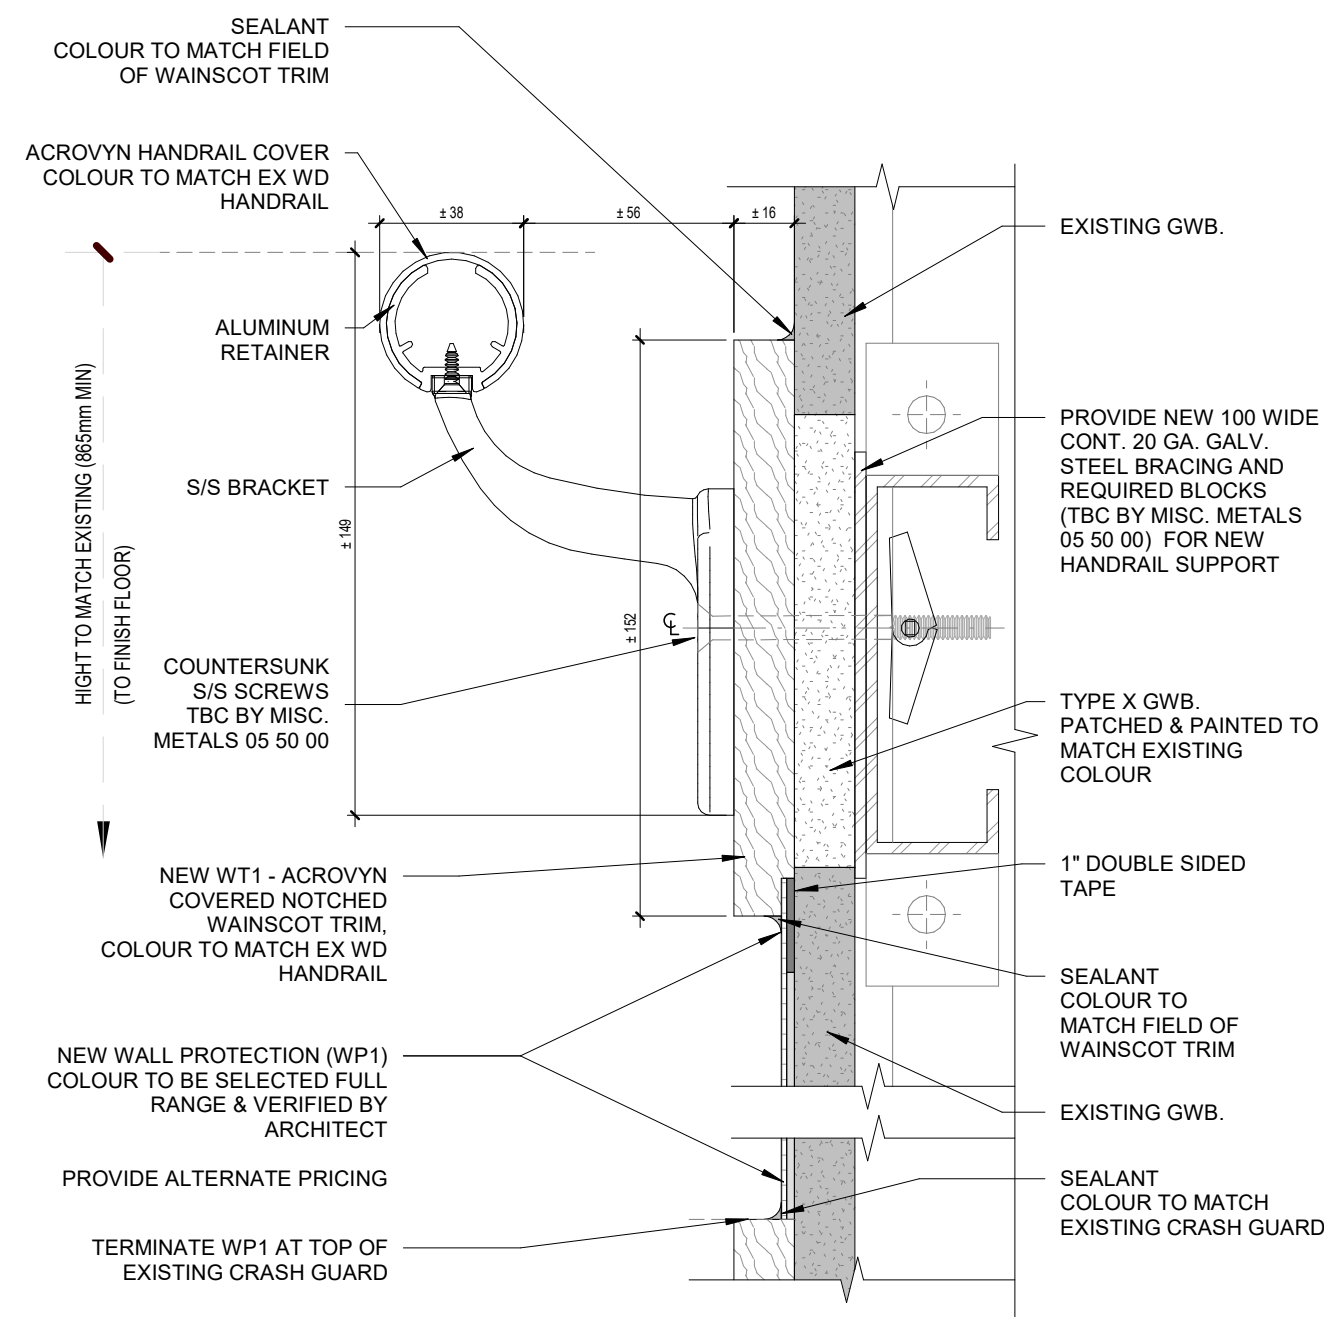 SEALANT
COLOUR TO MATCH FIELD
OF WAINSCOT TRIM
ACROVYN HANDRAIL COVER
COLOUR TO MATCH EX WD
HANDRAIL
± 38
± 56
± 16
ALUMINUM
RETAINER
S/S BRACKET
± 149
± 152
HIGHT TO MATCH EXISTING (865mm MIN)
(TO FINISH FLOOR)
COUNTERSUNK
S/S SCREWS
TBC BY MISC.
METALS 05 50 00
CL
NEW WT1 - ACROVYN
COVERED NOTCHED
WAINSCOT TRIM,
COLOUR TO MATCH EX WD
HANDRAIL
NEW WALL PROTECTION (WP1)
COLOUR TO BE SELECTED FULL
RANGE & VERIFIED BY
ARCHITECT
PROVIDE ALTERNATE PRICING
TERMINATE WP1 AT TOP OF
EXISTING CRASH GUARD
EXISTING GWB.
PROVIDE NEW 100 WIDE
CONT. 20 GA. GALV.
STEEL BRACING AND
REQUIRED BLOCKS
(TBC BY MISC. METALS
05 50 00) FOR NEW
HANDRAIL SUPPORT
TYPE X GWB.
PATCHED & PAINTED TO
MATCH EXISTING
COLOUR
1" DOUBLE SIDED
TAPE
SEALANT
COLOUR TO
MATCH FIELD OF
WAINSCOT TRIM
EXISTING GWB.
SEALANT
COLOUR TO MATCH
EXISTING CRASH GUARD